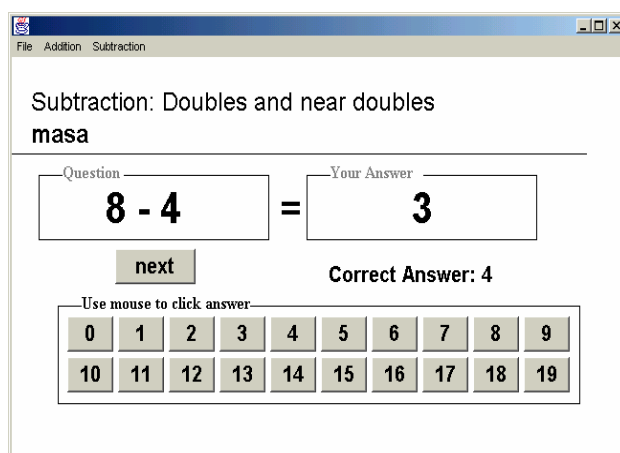 File Addition Subtraction
Subtraction: Doubles and near doubles
masa
Question Your Answer
8 - 4 = 3
next Correct Answer: 4
Use mouse to click answer
0 1 2 3 4 5 6 7 8 9
10 11 12 13 14 15 16 17 18 19